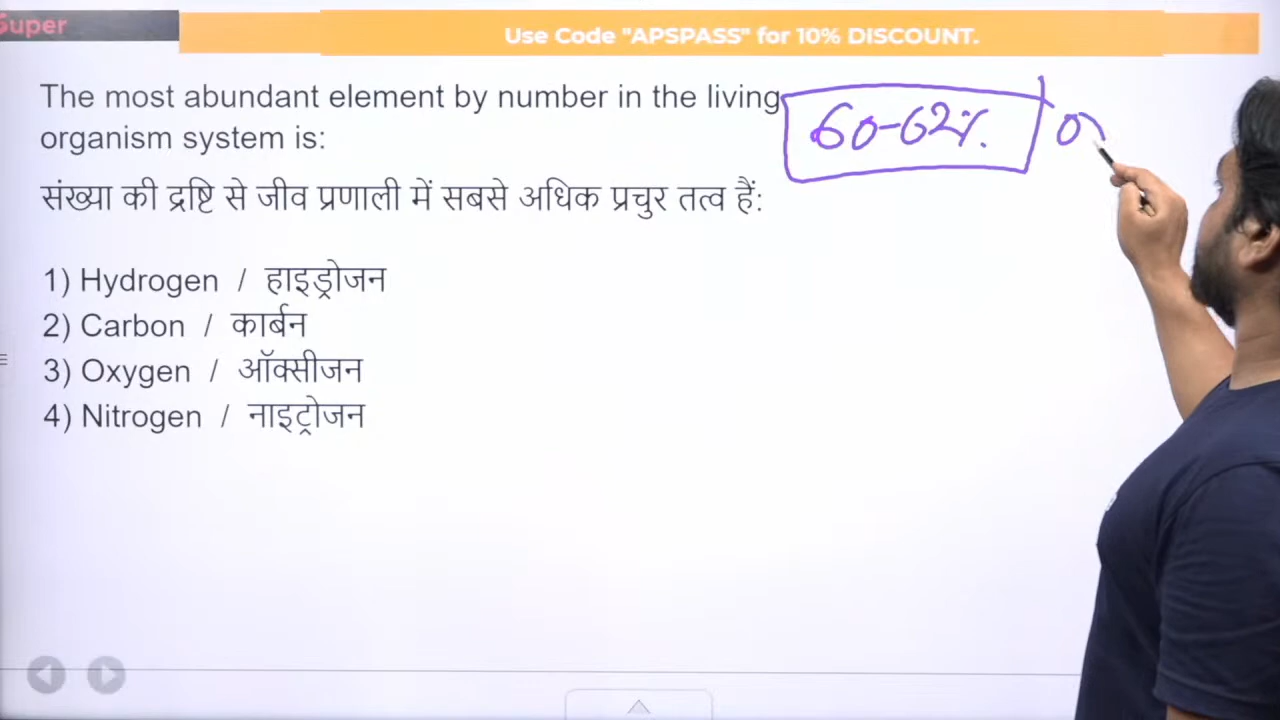 Super
Use Code "APSPASS" for 10% DISCOUNT.
The most abundant element by number in the living
organism system is:
60-62%.
संख्या की द्रष्टि से जीव प्रणाली में सबसे अधिक प्रचुर तत्व हैं:
1) Hydrogen / हाइड्रोजन
2) Carbon / कार्बन
3) Oxygen / ऑक्सीजन
4) Nitrogen / नाइट्रोजन